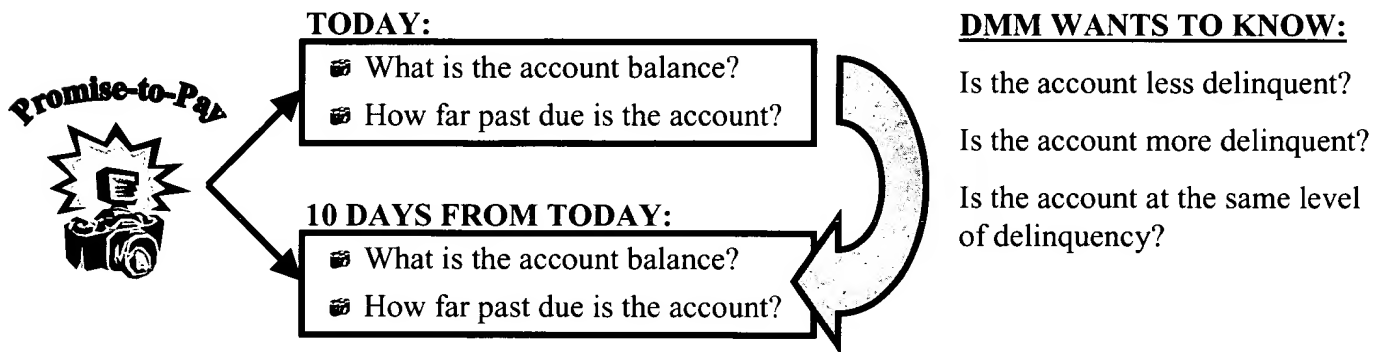 Promise-to-Pay
TODAY:
What is the account balance?
How far past due is the account?
10 DAYS FROM TODAY:
What is the account balance?
How far past due is the account?
DMM WANTS TO KNOW:
Is the account less delinquent?
Is the account more delinquent?
Is the account at the same level
of delinquency?